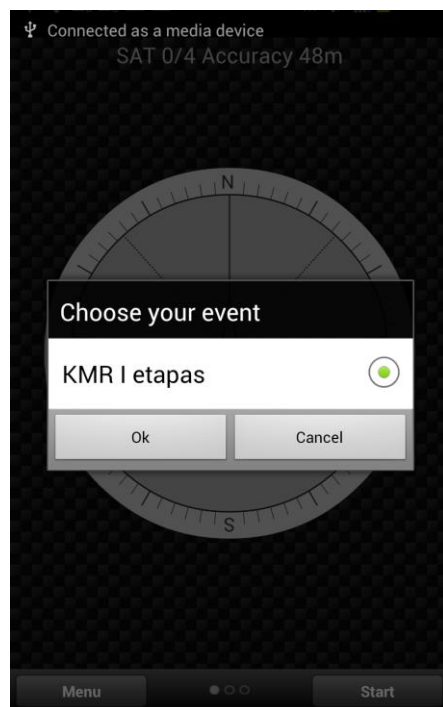 Connected as a media device
SAT 0/4 Accuracy 48m
N
Choose your event
KMR I etapas
Ok Cancel
S
Menu Start